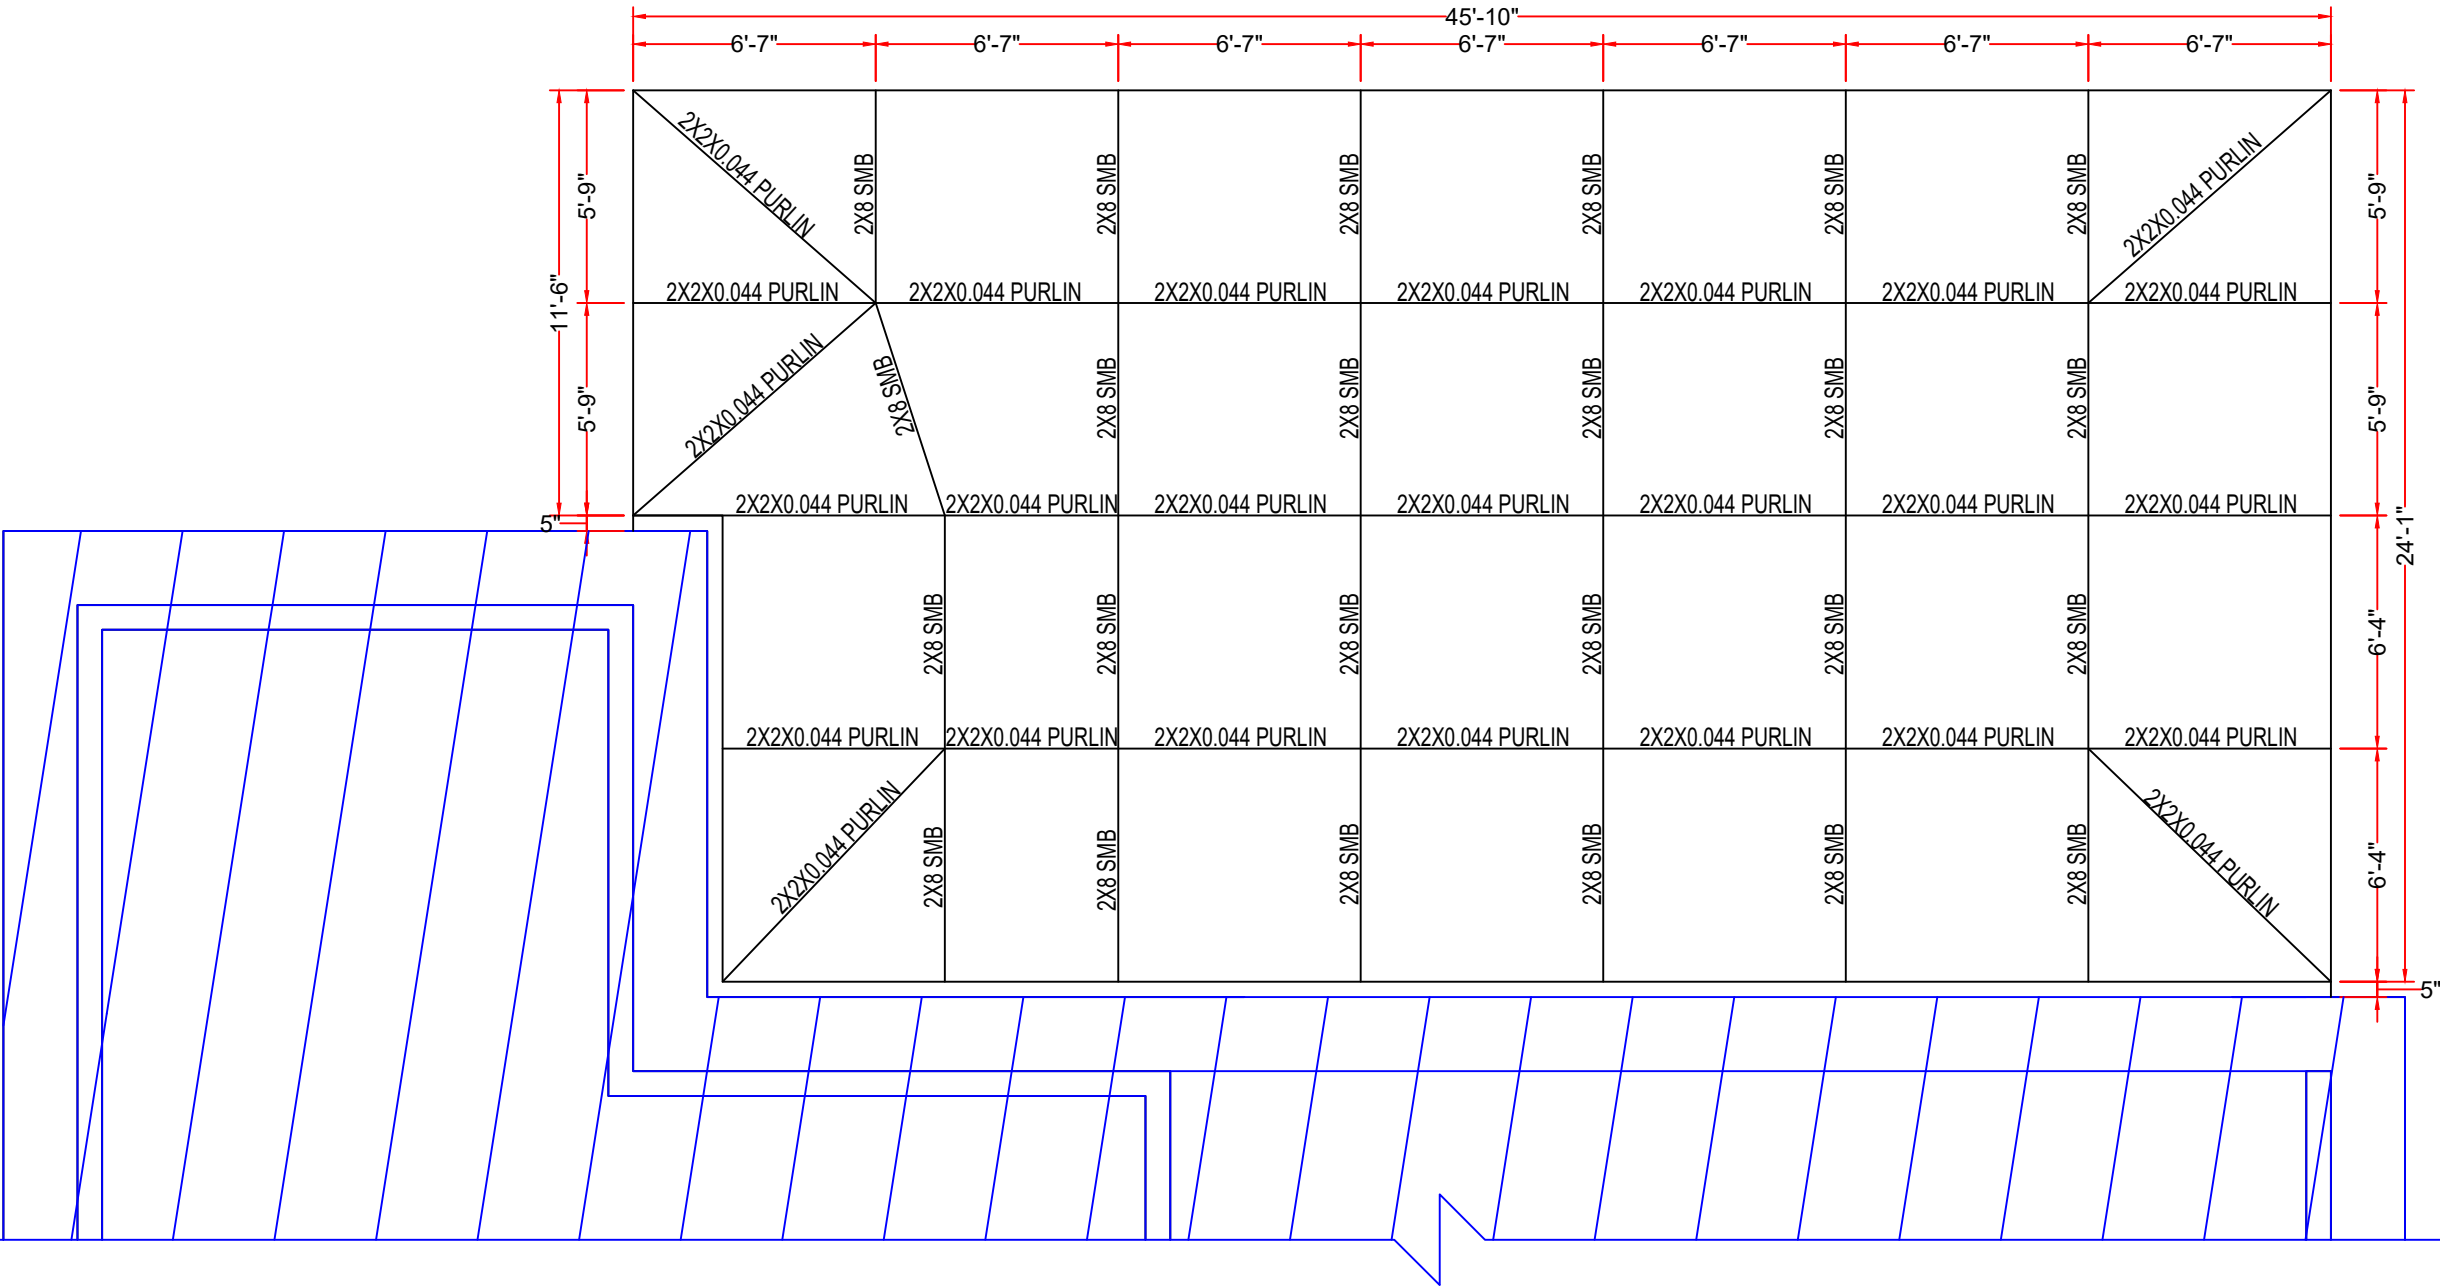 45'-10"
6'-7" 6'-7" 6'-7" 6'-7" 6'-7" 6'-7" 6'-7"
2X2X0.044 PURLIN
2X2X0.044 PURLIN
5'-9"
2X8 SMB 2X8 SMB 2X8 SMB 2X8 SMB 2X8 SMB 2X8 SMB
5'-9"
11'-6"
2X2X0.044 PURLIN 2X2X0.044 PURLIN 2X2X0.044 PURLIN 2X2X0.044 PURLIN 2X2X0.044 PURLIN 2X2X0.044 PURLIN 2X2X0.044 PURLIN
5'-9"
2X2X0.044 PURLIN
2X8 SMB 2X8 SMB 2X8 SMB 2X8 SMB 2X8 SMB 2X8 SMB
5'-9"
2X2X0.044 PURLIN 2X2X0.044 PURLIN 2X2X0.044 PURLIN 2X2X0.044 PURLIN 2X2X0.044 PURLIN 2X2X0.044 PURLIN 2X2X0.044 PURLIN
5"
24'-1"
2X8 SMB 2X8 SMB 2X8 SMB 2X8 SMB 2X8 SMB 2X8 SMB
6'-4"
2X2X0.044 PURLIN 2X2X0.044 PURLIN 2X2X0.044 PURLIN 2X2X0.044 PURLIN 2X2X0.044 PURLIN 2X2X0.044 PURLIN 2X2X0.044 PURLIN
2X2X0.044 PURLIN
2X8 SMB 2X8 SMB 2X8 SMB 2X8 SMB 2X8 SMB 2X8 SMB
2X2X0.044 PURLIN
6'-4"
5"